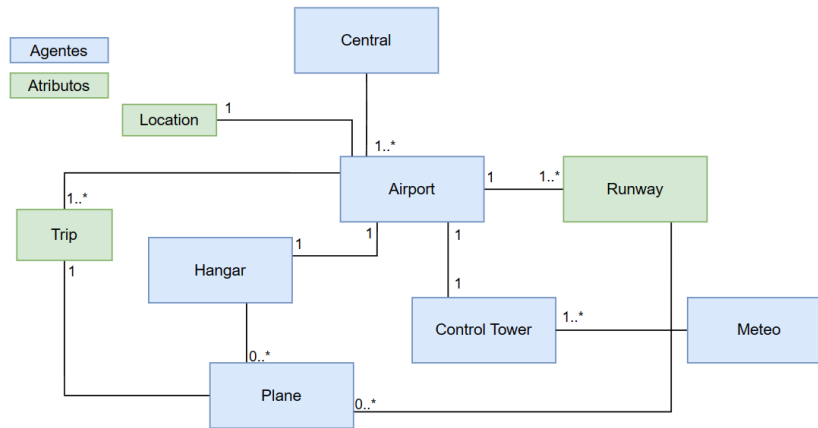 Central
Agentes
Atributos
Location
1
1..*
Airport
1
1..*
Runway
1..*
Trip
1
1
1
Hangar
1
1
Control Tower
1..*
Meteo
0..*
Plane
0..*